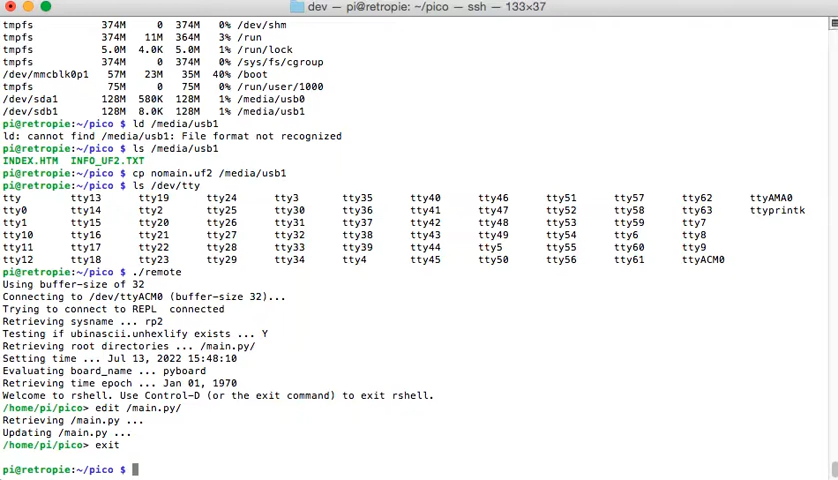 dev — pi@retropie: ~/pico — ssh — 133×37
tmpfs 374M 0 374M 0% /dev/shm
tmpfs 374M 11M 364M 3% /run
tmpfs 5.0M 4.0K 5.0M 1% /run/lock
tmpfs 374M 0 374M 0% /sys/fs/cgroup
/dev/mmcblk0p1 57M 23M 35M 40% /boot
tmpfs 75M 0 75M 0% /run/user/1000
/dev/sda1 128M 580K 128M 1% /media/usb0
/dev/sdb1 128M 8.0K 128M 1% /media/usb1
pi@retropie:~/pico $ ld /media/usb1
ld: cannot find /media/usb1: File format not recognized
pi@retropie:~/pico $ ls /media/usb1
INDEX.HTM INFO_UF2.TXT
pi@retropie:~/pico $ cp nomain.uf2 /media/usb1
pi@retropie:~/pico $ ls /dev/tty
tty tty13 tty19 tty24 tty3 tty35 tty40 tty46 tty51 tty57 tty62 ttyAMA0
tty0 tty14 tty2 tty25 tty30 tty36 tty41 tty47 tty52 tty58 tty63 ttyprintk
tty1 tty15 tty20 tty26 tty31 tty37 tty42 tty48 tty53 tty59 tty7
tty10 tty16 tty21 tty27 tty32 tty38 tty43 tty49 tty54 tty6 tty8
tty11 tty17 tty22 tty28 tty33 tty39 tty44 tty5 tty55 tty60 tty9
tty12 tty18 tty23 tty29 tty34 tty4 tty45 tty50 tty56 tty61 ttyACM0
pi@retropie:~/pico $ ./remote
Using buffer-size of 32
Connecting to /dev/ttyACM0 (buffer-size 32)...
Trying to connect to REPL connected
Retrieving sysname ... rp2
Testing if ubinascii.unhexlify exists ... Y
Retrieving root directories ... /main.py/
Setting time ... Jul 13, 2022 15:48:10
Evaluating board_name ... pyboard
Retrieving time epoch ... Jan 01, 1970
Welcome to rshell. Use Control-D (or the exit command) to exit rshell.
/home/pi/pico> edit /main.py/
Retrieving /main.py ...
Updating /main.py ...
/home/pi/pico> exit
pi@retropie:~/pico $